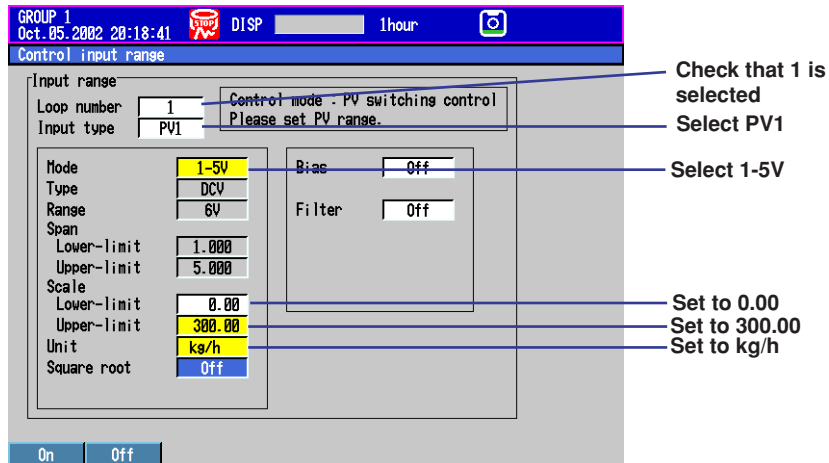 GROUP 1
Oct.05.2002 20:18:41 STOP DISP 1hour
Control input range
Input range
Loop number 1
Input type PV1
Control mode - PV switching control
Please set PV range.
Check that 1 is
selected
Select PV1
Mode 1-5V
Type DCV
Range 6V
Span
Lower-limit 1.000
Upper-limit 5.000
Scale
Lower-limit 0.00
Upper-limit 300.00
Unit kg/h
Square root Off
Bias Off
Filter Off
Select 1-5V
Set to 0.00
Set to 300.00
Set to kg/h
On Off